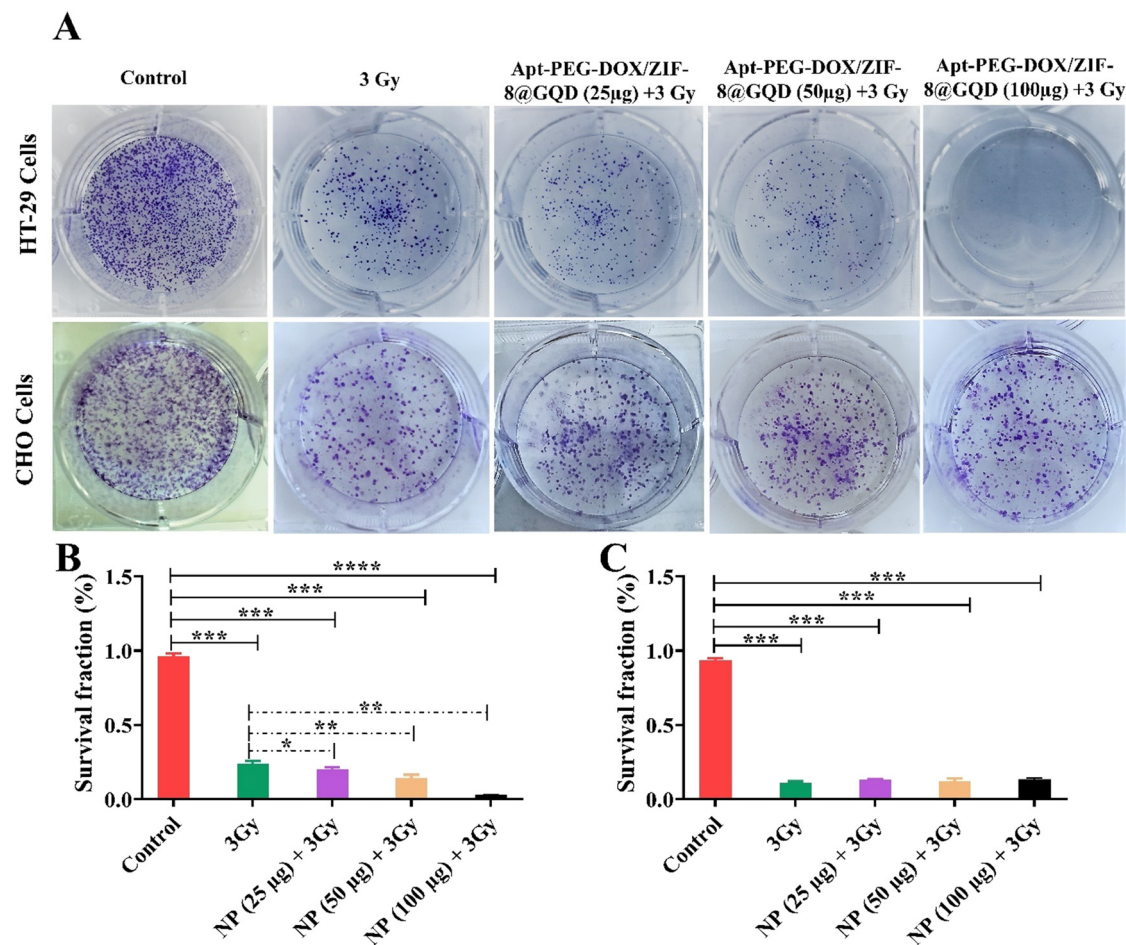 A
Control
3 Gy
Apt-PEG-DOX/ZIF-
8@GQD (25µg) +3 Gy
Apt-PEG-DOX/ZIF-
8@GQD (50µg) +3 Gy
Apt-PEG-DOX/ZIF-
8@GQD (100µg) +3 Gy
HT-29 Cells
CHO Cells
B
Survival fraction (%)
1.5
1.0
0.5
0.0
****
***
***
***
**
**
*
Control
3Gy
NP (25 µg) + 3Gy
NP (50 µg) + 3Gy
NP (100 µg) + 3Gy
C
Survival fraction (%)
1.5
1.0
0.5
0.0
***
***
***
***
Control
3Gy
NP (25 µg) + 3Gy
NP (50 µg) + 3Gy
NP (100 µg) + 3Gy